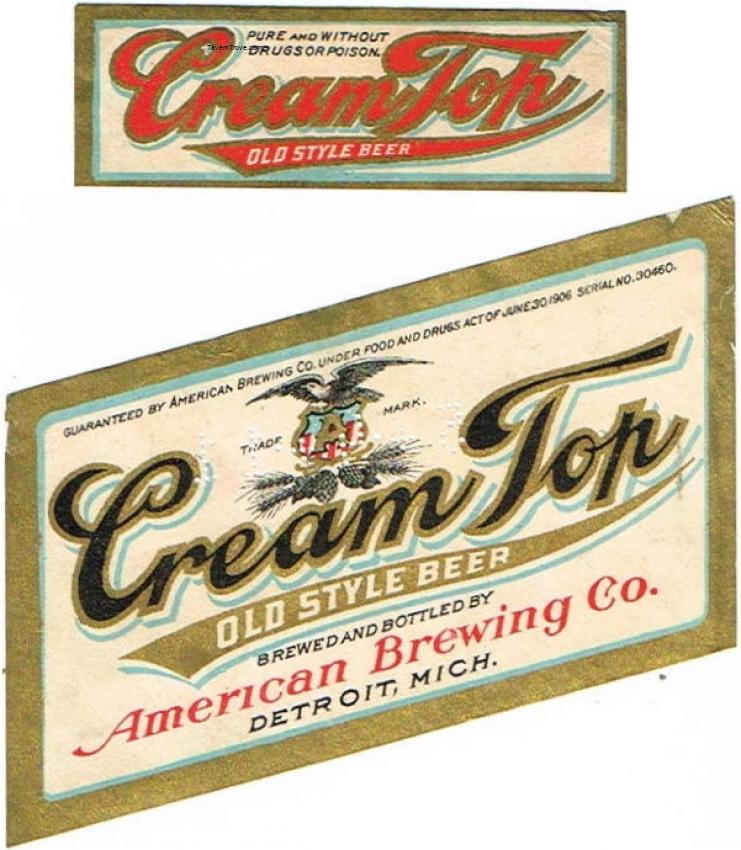 PURE AND WITHOUT
DRUGS OR POISON.
TavernTrove.com
Cream Top
OLD STYLE BEER
GUARANTEED BY AMERICAN BREWING CO. UNDER FOOD AND DRUGS ACT OF JUNE 30 1906 SERIAL NO. 30460.
TRADE MARK.
A
Cream Top
OLD STYLE BEER
BREWED AND BOTTLED BY
American Brewing Co.
DETROIT, MICH.